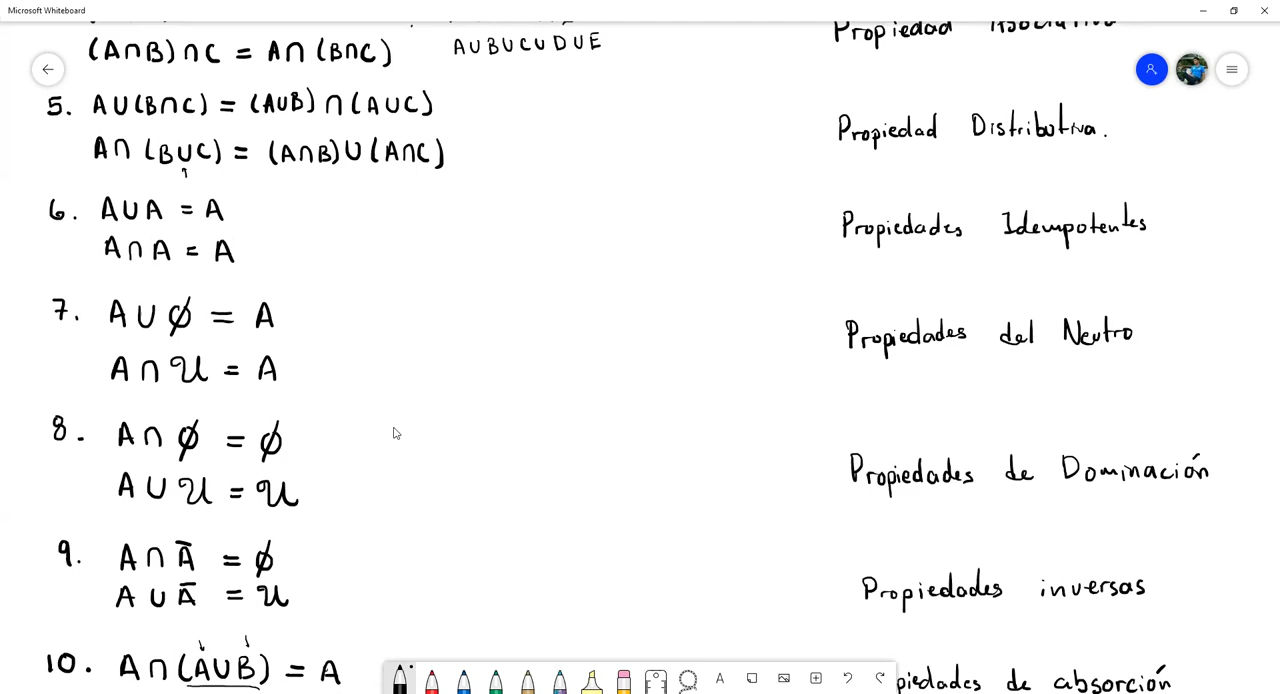 Microsoft Whiteboard
Propiedad
(A∩B)∩C = A∩(B∩C)
A∪B∪C∪D∪E
5. A∪(B∩C) = (A∪B)∩(A∪C)
A∩(B∪C) = (A∩B)∪(A∩C)
Propiedad Distributiva.
6. A∪A = A
A∩A = A
Propiedades Idempotentes
7. A∪∅ = A
A∩𝒰 = A
Propiedades del Neutro
8. A∩∅ = ∅
A∪𝒰 = 𝒰
Propiedades de Dominación
9. A∩Ā = ∅
A∪Ā = 𝒰
Propiedades inversas
10. A∩(A∪B) = A
piedades de absorción